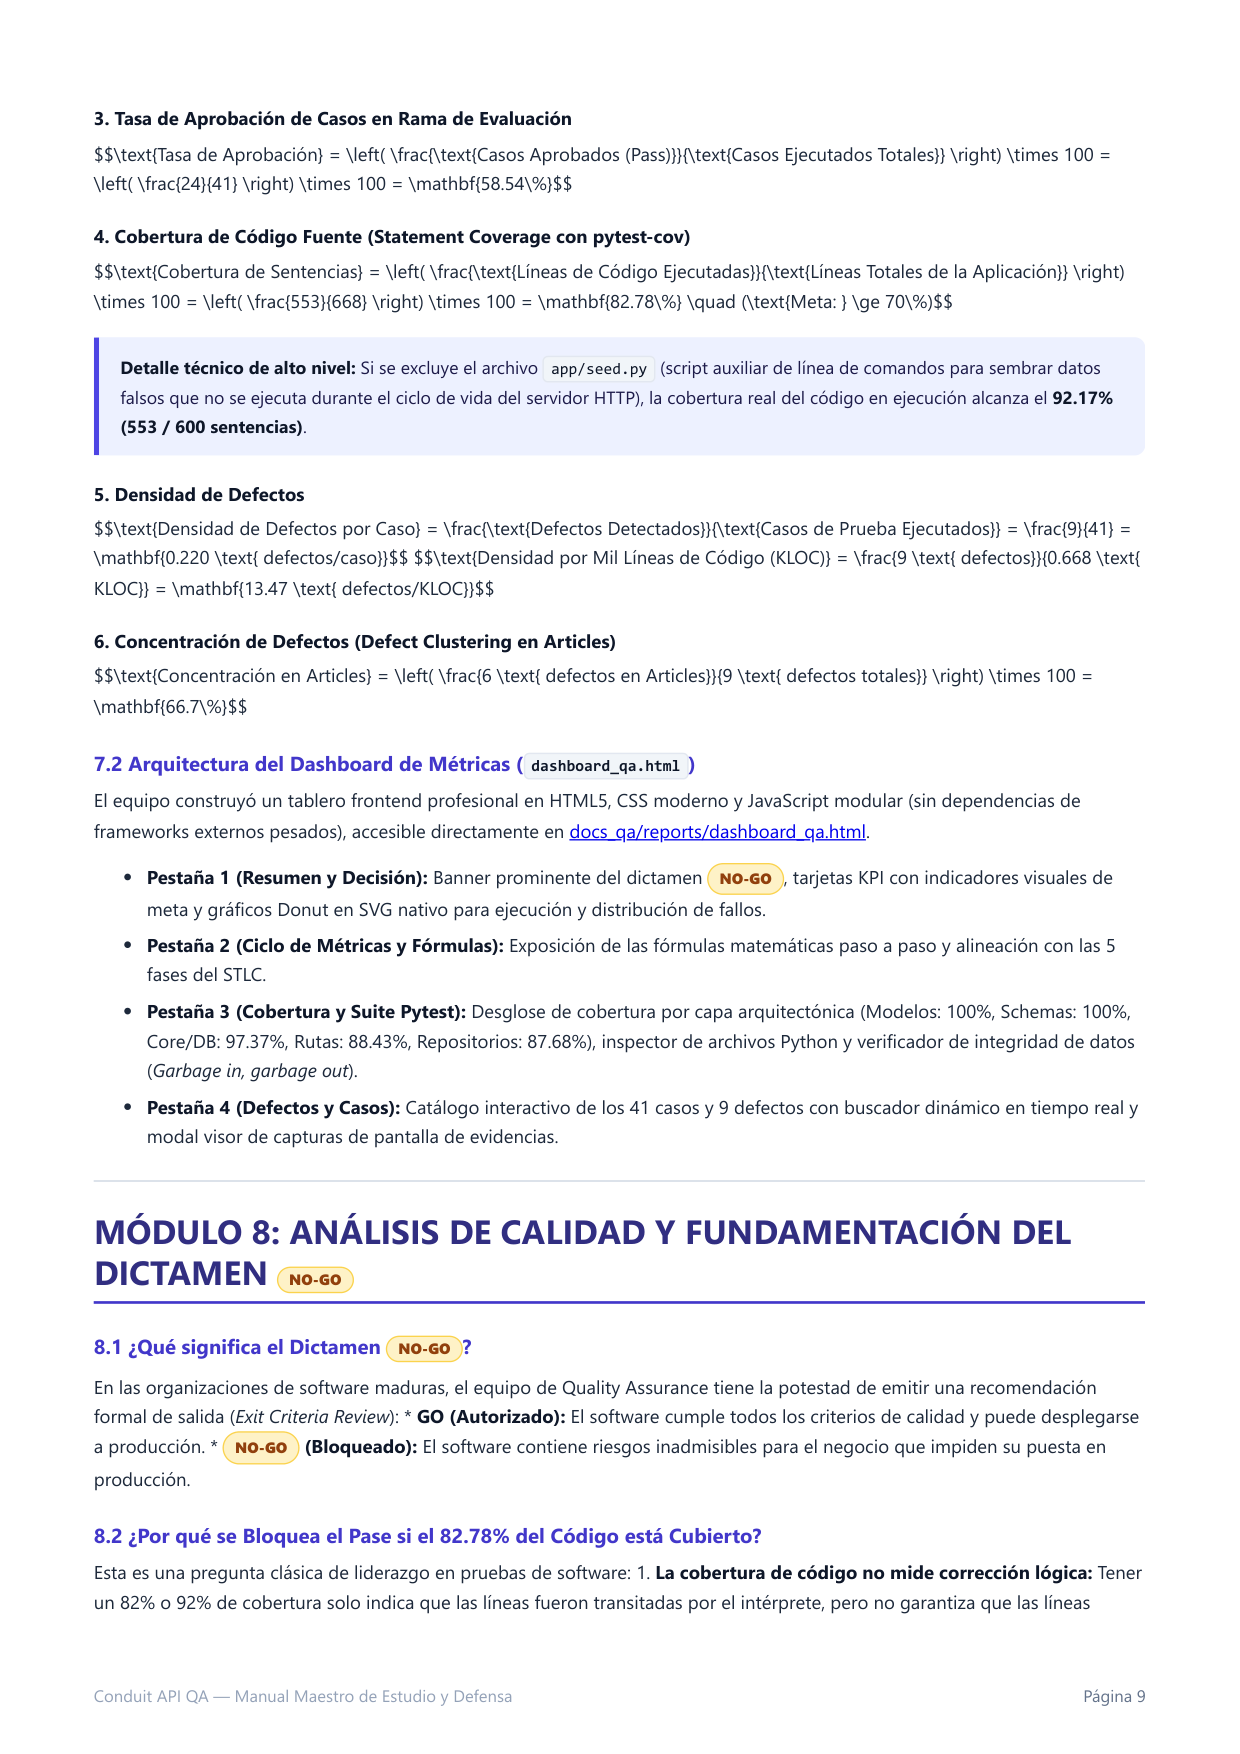 3. Tasa de Aprobación de Casos en Rama de Evaluación
$$\text{Tasa de Aprobación} = \left( \frac{\text{Casos Aprobados (Pass)}}{\text{Casos Ejecutados Totales}} \right) \times 100 =
\left( \frac{24}{41} \right) \times 100 = \mathbf{58.54\%}$$
4. Cobertura de Código Fuente (Statement Coverage con pytest-cov)
$$\text{Cobertura de Sentencias} = \left( \frac{\text{Líneas de Código Ejecutadas}}{\text{Líneas Totales de la Aplicación}} \right)
\times 100 = \left( \frac{553}{668} \right) \times 100 = \mathbf{82.78\%} \quad (\text{Meta: } \ge 70\%)$$
Detalle técnico de alto nivel: Si se excluye el archivo app/seed.py (script auxiliar de línea de comandos para sembrar datos
falsos que no se ejecuta durante el ciclo de vida del servidor HTTP), la cobertura real del código en ejecución alcanza el 92.17%
(553 / 600 sentencias).
5. Densidad de Defectos
$$\text{Densidad de Defectos por Caso} = \frac{\text{Defectos Detectados}}{\text{Casos de Prueba Ejecutados}} = \frac{9}{41} =
\mathbf{0.220 \text{ defectos/caso}}$$ $$\text{Densidad por Mil Líneas de Código (KLOC)} = \frac{9 \text{ defectos}}{0.668 \text{
KLOC}} = \mathbf{13.47 \text{ defectos/KLOC}}$$
6. Concentración de Defectos (Defect Clustering en Articles)
$$\text{Concentración en Articles} = \left( \frac{6 \text{ defectos en Articles}}{9 \text{ defectos totales}} \right) \times 100 =
\mathbf{66.7\%}$$
7.2 Arquitectura del Dashboard de Métricas (dashboard_qa.html)
El equipo construyó un tablero frontend profesional en HTML5, CSS moderno y JavaScript modular (sin dependencias de
frameworks externos pesados), accesible directamente en docs_qa/reports/dashboard_qa.html.
• Pestaña 1 (Resumen y Decisión): Banner prominente del dictamen NO-GO, tarjetas KPI con indicadores visuales de
meta y gráficos Donut en SVG nativo para ejecución y distribución de fallos.
• Pestaña 2 (Ciclo de Métricas y Fórmulas): Exposición de las fórmulas matemáticas paso a paso y alineación con las 5
fases del STLC.
• Pestaña 3 (Cobertura y Suite Pytest): Desglose de cobertura por capa arquitectónica (Modelos: 100%, Schemas: 100%,
Core/DB: 97.37%, Rutas: 88.43%, Repositorios: 87.68%), inspector de archivos Python y verificador de integridad de datos
(Garbage in, garbage out).
• Pestaña 4 (Defectos y Casos): Catálogo interactivo de los 41 casos y 9 defectos con buscador dinámico en tiempo real y
modal visor de capturas de pantalla de evidencias.
MÓDULO 8: ANÁLISIS DE CALIDAD Y FUNDAMENTACIÓN DEL
DICTAMEN NO-GO
8.1 ¿Qué significa el Dictamen NO-GO?
En las organizaciones de software maduras, el equipo de Quality Assurance tiene la potestad de emitir una recomendación
formal de salida (Exit Criteria Review): * GO (Autorizado): El software cumple todos los criterios de calidad y puede desplegarse
a producción. * NO-GO (Bloqueado): El software contiene riesgos inadmisibles para el negocio que impiden su puesta en
producción.
8.2 ¿Por qué se Bloquea el Pase si el 82.78% del Código está Cubierto?
Esta es una pregunta clásica de liderazgo en pruebas de software: 1. La cobertura de código no mide corrección lógica: Tener
un 82% o 92% de cobertura solo indica que las líneas fueron transitadas por el intérprete, pero no garantiza que las líneas
Conduit API QA — Manual Maestro de Estudio y Defensa
Página 9